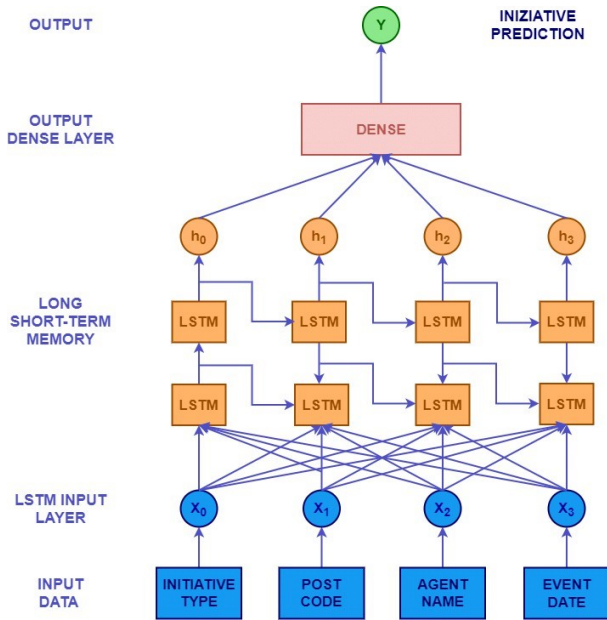 OUTPUT
Y
INIZIATIVE
PREDICTION
OUTPUT
DENSE LAYER
DENSE
h0
h1
h2
h3
LONG
SHORT-TERM
MEMORY
LSTM
LSTM
LSTM
LSTM
LSTM
LSTM
LSTM
LSTM
LSTM INPUT
LAYER
X0
X1
X2
X3
INPUT
DATA
INITIATIVE
TYPE
POST
CODE
AGENT
NAME
EVENT
DATE